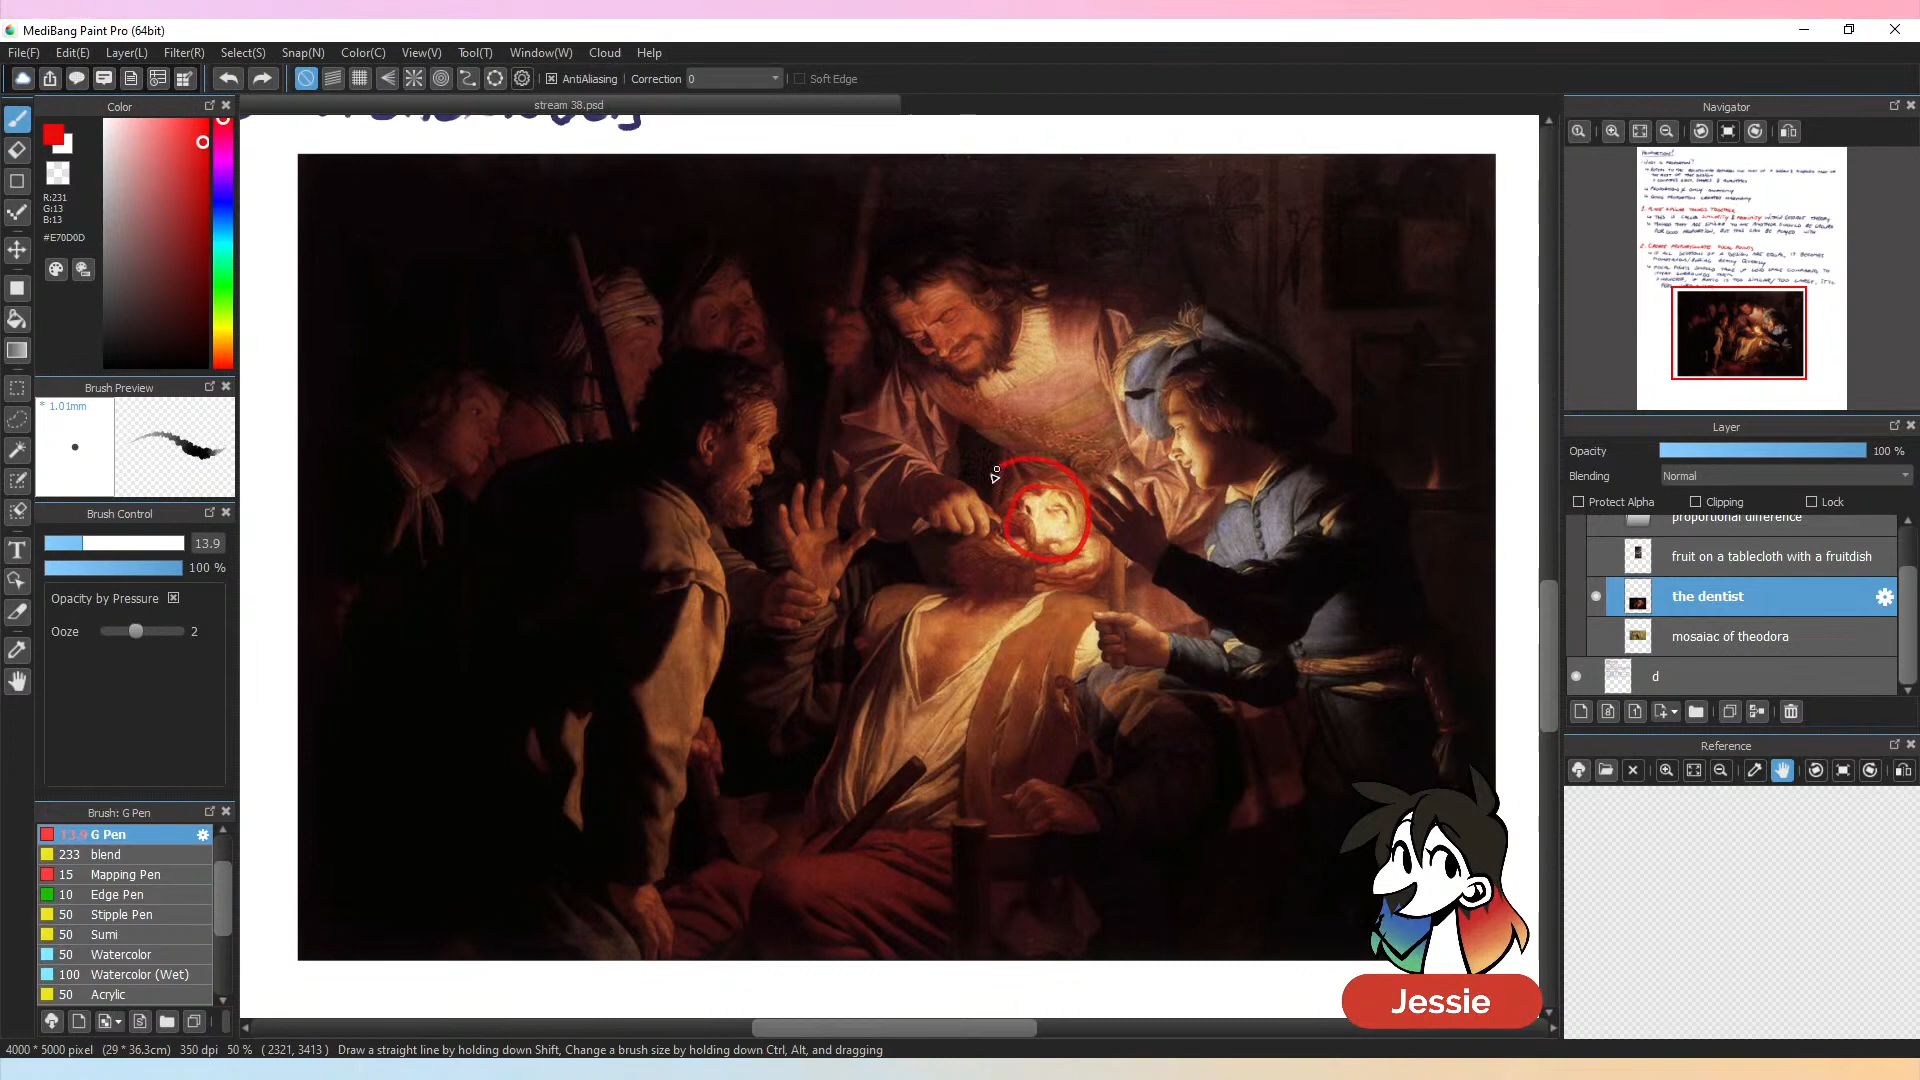 MediBang Paint Pro (64bit)
File(F) Edit(E) Layer(L) Filter(R) Select(S) Snap(N) Color(C) View(V) Tool(T) Window(W) Cloud Help
AntiAliasing Correction 0 Soft Edge
Color
stream 38.psd
Navigator
R:231
G:13
B:13
#E70D0D
PROPORTION!
Brush Preview
* 1.01mm
Layer
Opacity 100 %
Blending Normal
Protect Alpha Clipping Lock
proportional difference
fruit on a tablecloth with a fruitdish
the dentist
mosaiac of theodora
d
Brush Control
13.9
100 %
Opacity by Pressure
Ooze 2
Reference
Brush: G Pen
13.9 G Pen
233 blend
15 Mapping Pen
10 Edge Pen
50 Stipple Pen
50 Sumi
50 Watercolor
100 Watercolor (Wet)
50 Acrylic
Jessie
4000 * 5000 pixel (29 * 36.3cm) 350 dpi 50 % ( 2321, 3413 ) Draw a straight line by holding down Shift, Change a brush size by holding down Ctrl, Alt, and dragging